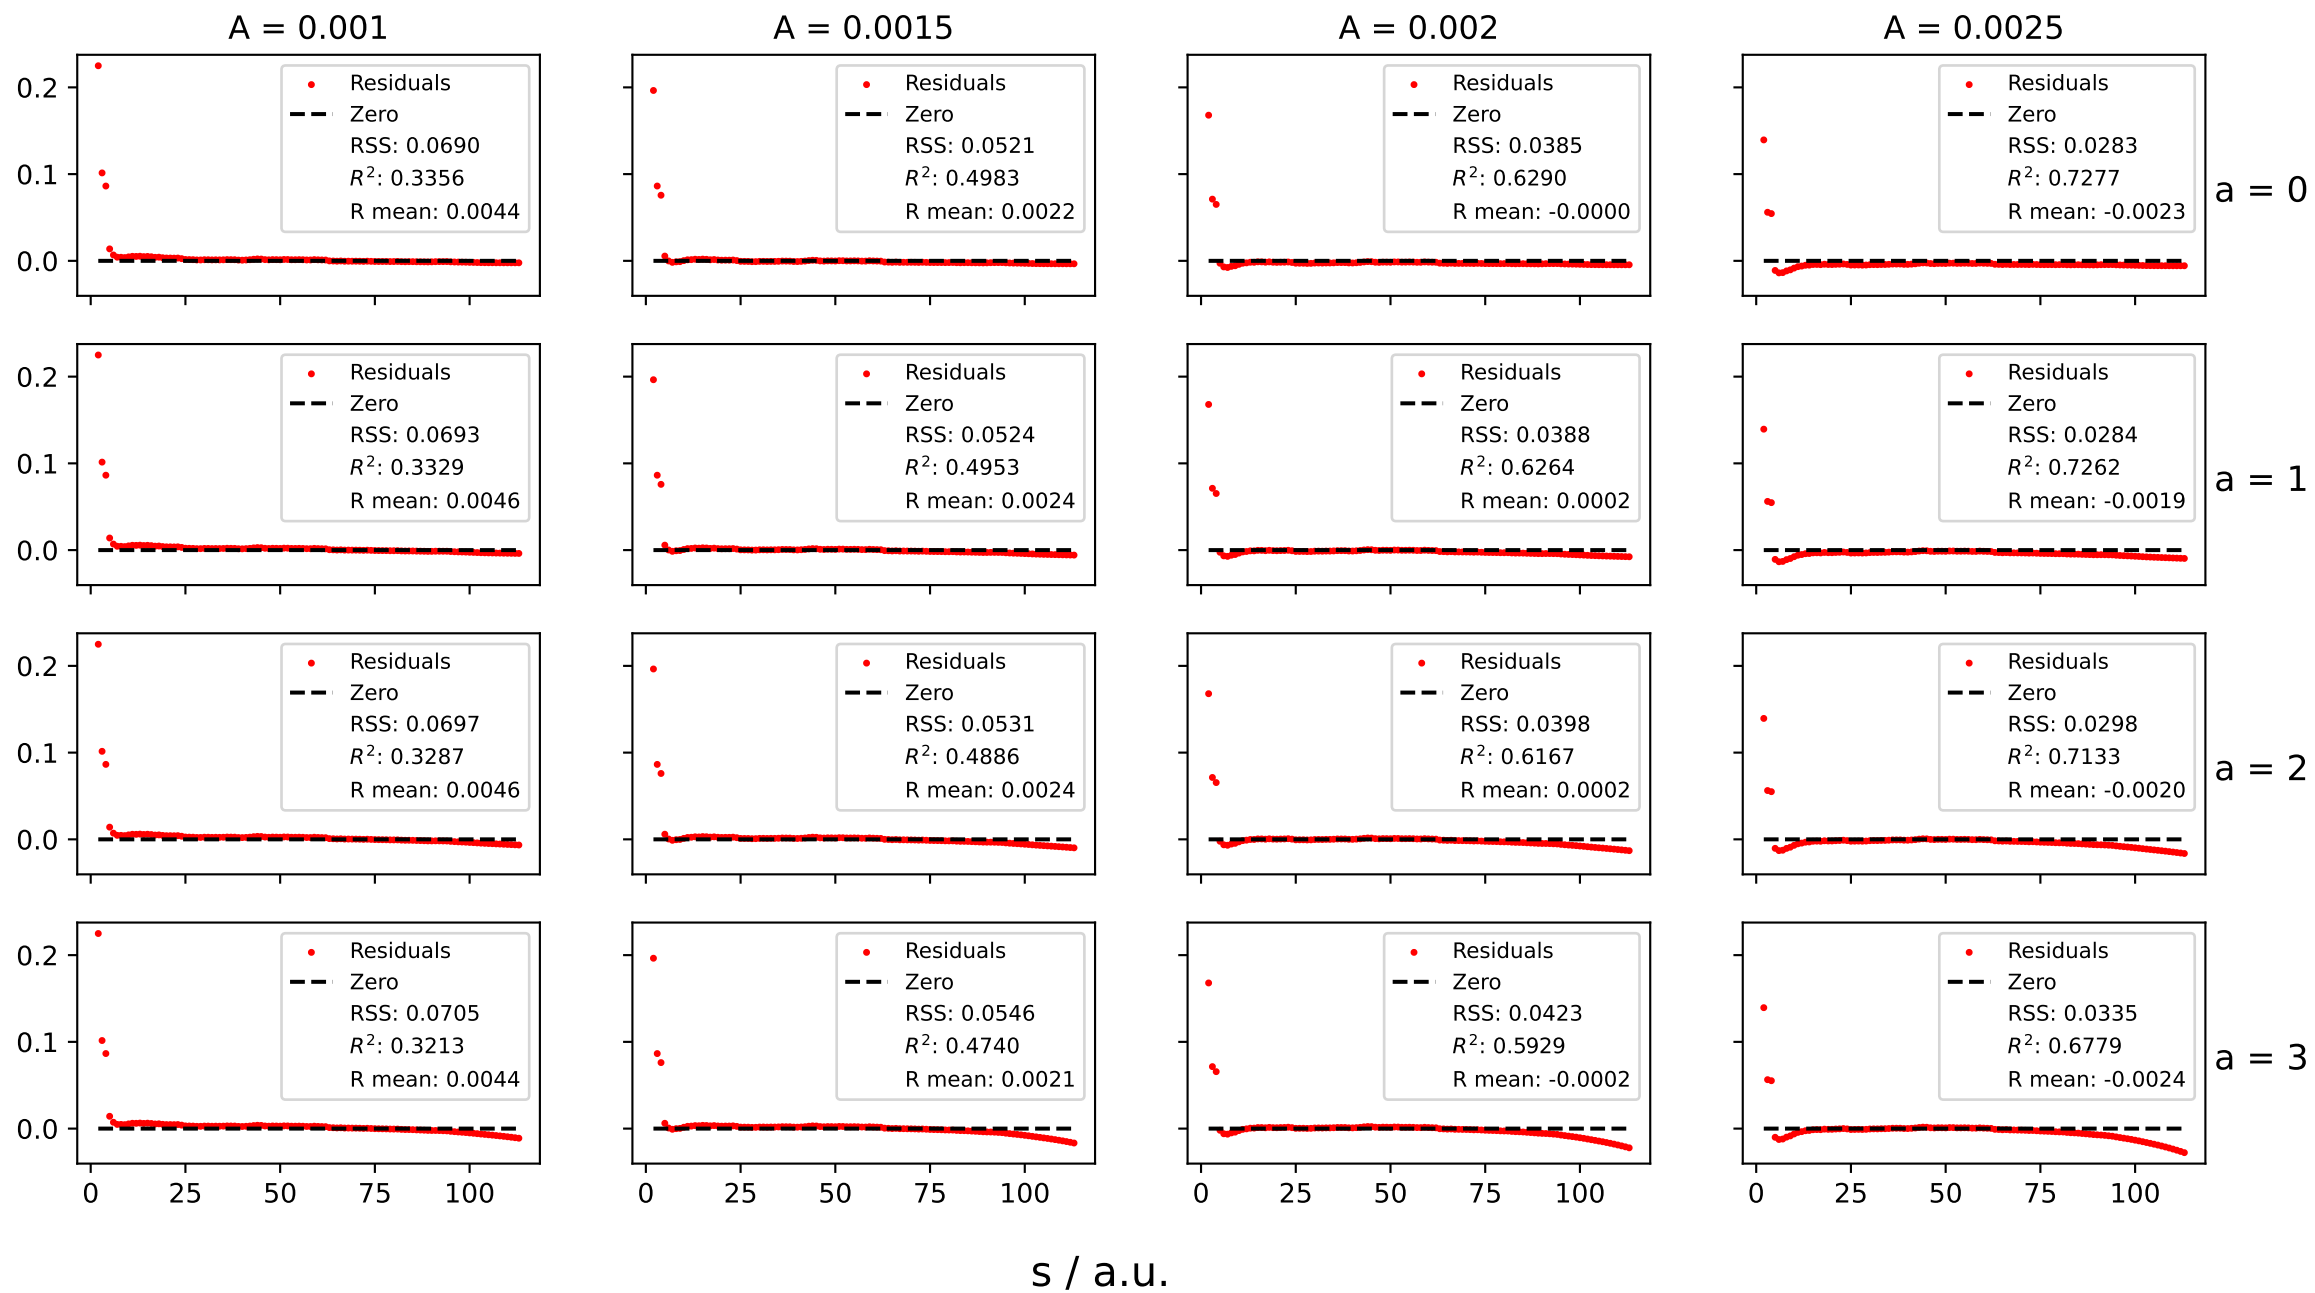 A = 0.001
A = 0.0015
A = 0.002
A = 0.0025
0.2
0.1
0.0
Residuals
Zero
RSS: 0.0690
R²: 0.3356
R mean: 0.0044
Residuals
Zero
RSS: 0.0521
R²: 0.4983
R mean: 0.0022
Residuals
Zero
RSS: 0.0385
R²: 0.6290
R mean: -0.0000
Residuals
Zero
RSS: 0.0283
R²: 0.7277
R mean: -0.0023
a = 0
0.2
0.1
0.0
Residuals
Zero
RSS: 0.0693
R²: 0.3329
R mean: 0.0046
Residuals
Zero
RSS: 0.0524
R²: 0.4953
R mean: 0.0024
Residuals
Zero
RSS: 0.0388
R²: 0.6264
R mean: 0.0002
Residuals
Zero
RSS: 0.0284
R²: 0.7262
R mean: -0.0019
a = 1
0.2
0.1
0.0
Residuals
Zero
RSS: 0.0697
R²: 0.3287
R mean: 0.0046
Residuals
Zero
RSS: 0.0531
R²: 0.4886
R mean: 0.0024
Residuals
Zero
RSS: 0.0398
R²: 0.6167
R mean: 0.0002
Residuals
Zero
RSS: 0.0298
R²: 0.7133
R mean: -0.0020
a = 2
0.2
0.1
0.0
Residuals
Zero
RSS: 0.0705
R²: 0.3213
R mean: 0.0044
Residuals
Zero
RSS: 0.0546
R²: 0.4740
R mean: 0.0021
Residuals
Zero
RSS: 0.0423
R²: 0.5929
R mean: -0.0002
Residuals
Zero
RSS: 0.0335
R²: 0.6779
R mean: -0.0024
a = 3
0 25 50 75 100
0 25 50 75 100
0 25 50 75 100
0 25 50 75 100
s / a.u.